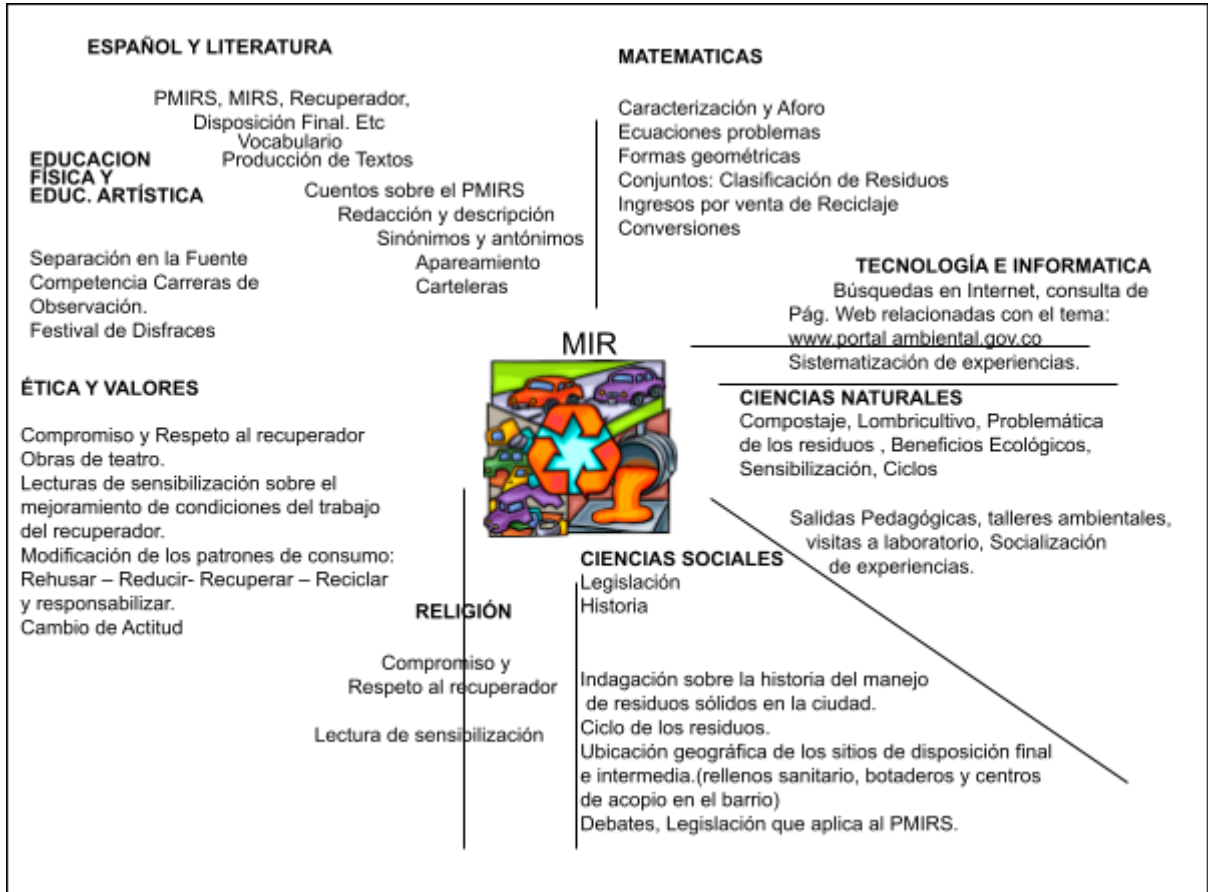 ESPAÑOL Y LITERATURA
PMIRS, MIRS, Recuperador,
Disposición Final. Etc
Vocabulario
Producción de Textos
Cuentos sobre el PMIRS
Redacción y descripción
Sinónimos y antónimos
Apareamiento
Carteleras
MATEMATICAS
Caracterización y Aforo
Ecuaciones problemas
Formas geométricas
Conjuntos: Clasificación de Residuos
Ingresos por venta de Reciclaje
Conversiones
EDUCACION
FÍSICA Y
EDUC. ARTÍSTICA
Separación en la Fuente
Competencia Carreras de
Observación.
Festival de Disfraces
TECNOLOGÍA E INFORMATICA
Búsquedas en Internet, consulta de
Pág. Web relacionadas con el tema:
www.portal ambiental.gov.co
Sistematización de experiencias.
MIR
ÉTICA Y VALORES
Compromiso y Respeto al recuperador
Obras de teatro.
Lecturas de sensibilización sobre el
mejoramiento de condiciones del trabajo
del recuperador.
Modificación de los patrones de consumo:
Rehusar – Reducir- Recuperar – Reciclar
y responsabilizar.
Cambio de Actitud
CIENCIAS NATURALES
Compostaje, Lombricultivo, Problemática
de los residuos , Beneficios Ecológicos,
Sensibilización, Ciclos
Salidas Pedagógicas, talleres ambientales,
visitas a laboratorio, Socialización
de experiencias.
RELIGIÓN
Compromiso y
Respeto al recuperador
Lectura de sensibilización
CIENCIAS SOCIALES
Legislación
Historia
Indagación sobre la historia del manejo
de residuos sólidos en la ciudad.
Ciclo de los residuos.
Ubicación geográfica de los sitios de disposición final
e intermedia.(rellenos sanitario, botaderos y centros
de acopio en el barrio)
Debates, Legislación que aplica al PMIRS.